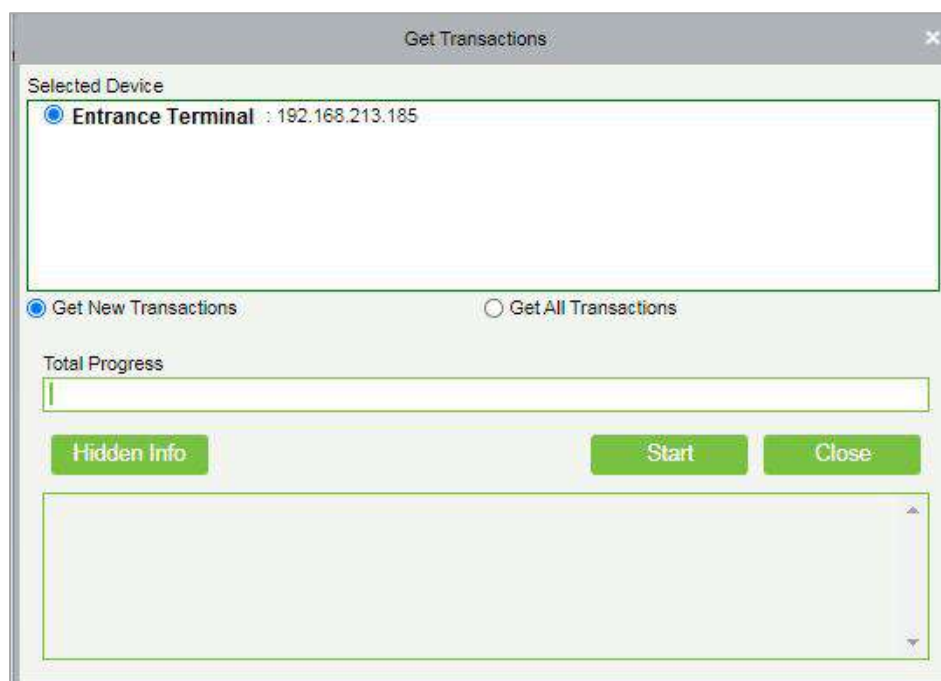 Get Transactions
Selected Device
Entrance Terminal : 192.168.213.185
Get New Transactions Get All Transactions
Total Progress
Hidden Info Start Close